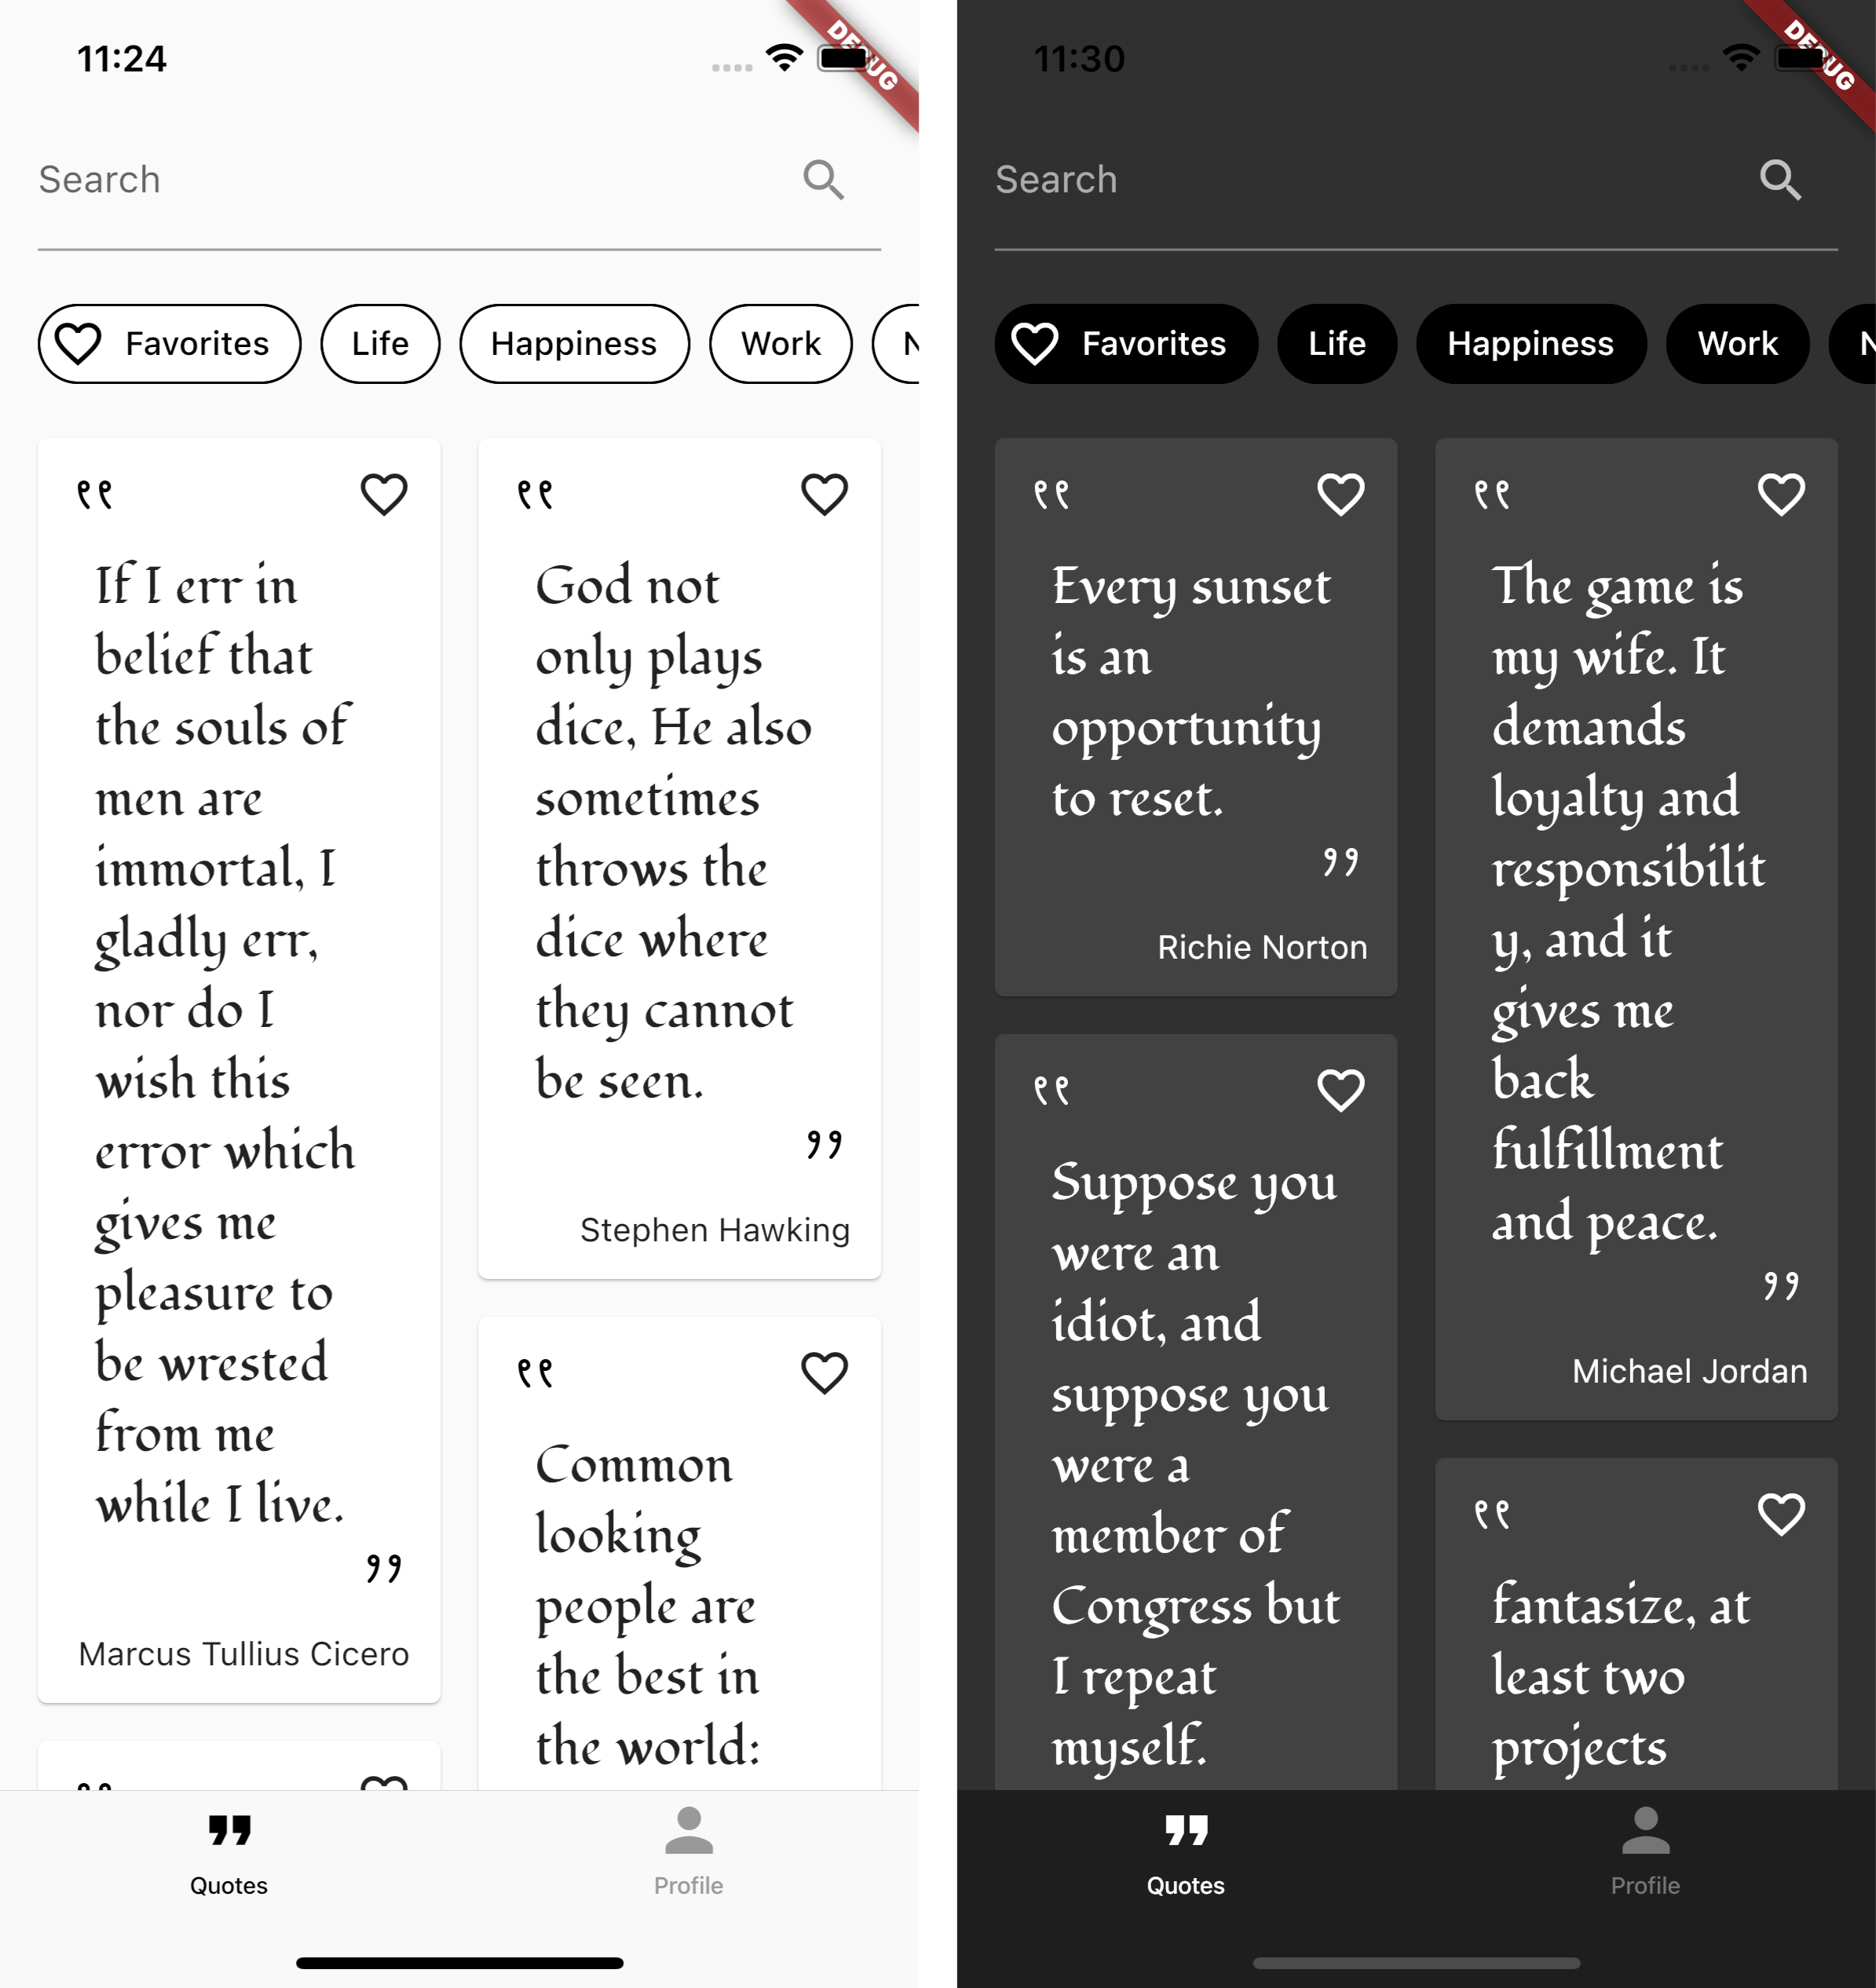 11:24
DEBUG
Search
Favorites
Life
Happiness
Work
N
“
If I err in
belief that
the souls of
men are
immortal, I
gladly err,
nor do I
wish this
error which
gives me
pleasure to
be wrested
from me
while I live.
”
Marcus Tullius Cicero
“
“
God not
only plays
dice, He also
sometimes
throws the
dice where
they cannot
be seen.
”
Stephen Hawking
“
Common
looking
people are
the best in
the world:
Quotes
Profile
11:30
DEBUG
Search
Favorites
Life
Happiness
Work
N
“
Every sunset
is an
opportunity
to reset.
”
Richie Norton
“
Suppose you
were an
idiot, and
suppose you
were a
member of
Congress but
I repeat
myself.
“
The game is
my wife. It
demands
loyalty and
responsibilit
y, and it
gives me
back
fulfillment
and peace.
”
Michael Jordan
“
fantasize, at
least two
projects
Quotes
Profile